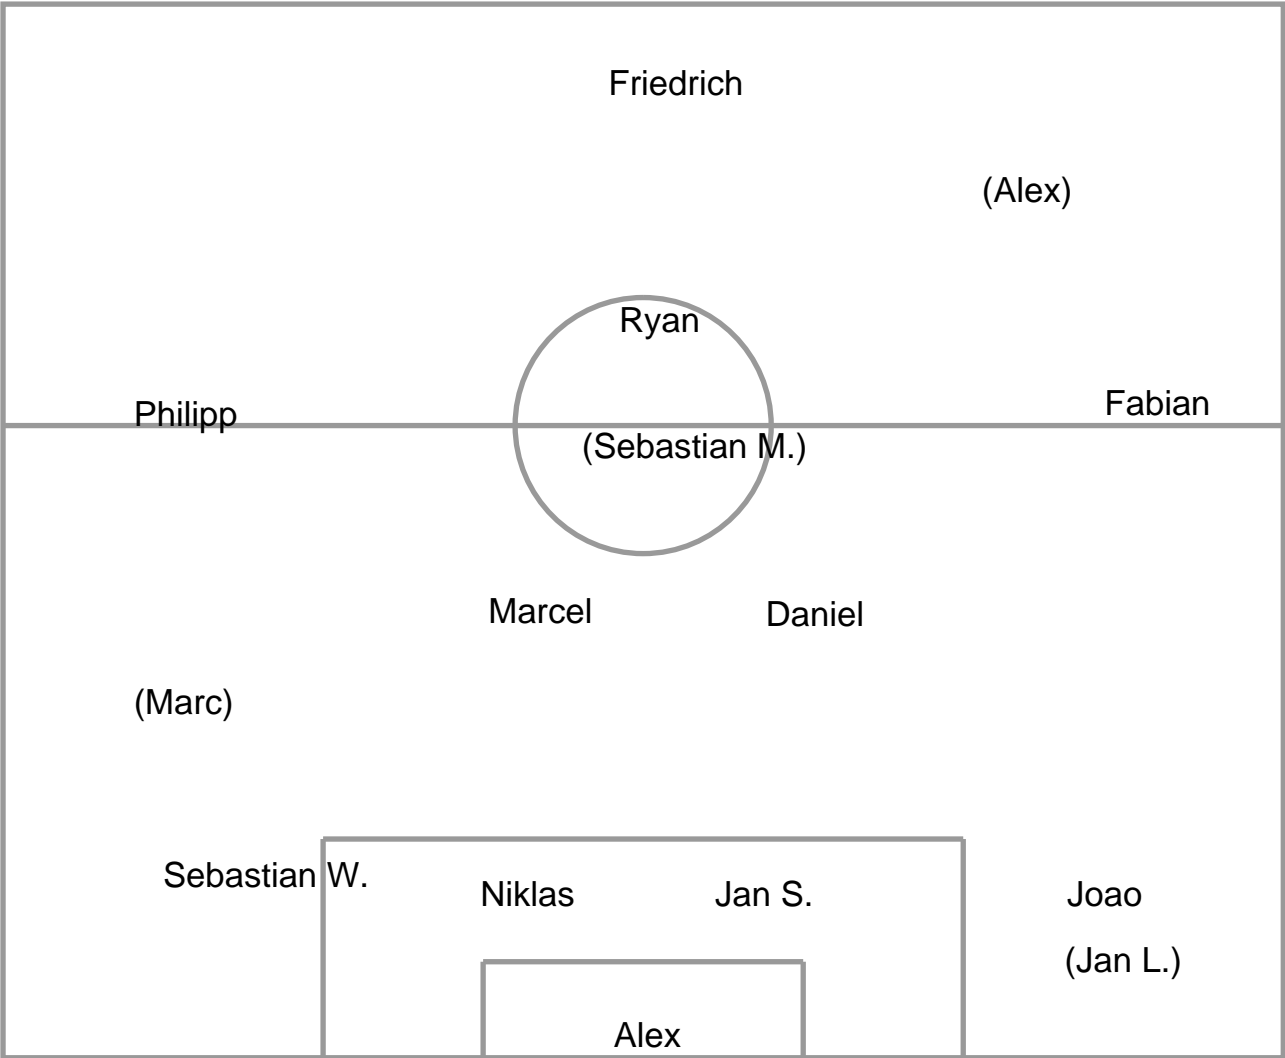 Friedrich
(Alex)
Ryan
Philipp
Fabian
(Sebastian M.)
Marcel
Daniel
(Marc)
Sebastian W.
Niklas
Jan S.
Joao
(Jan L.)
Alex